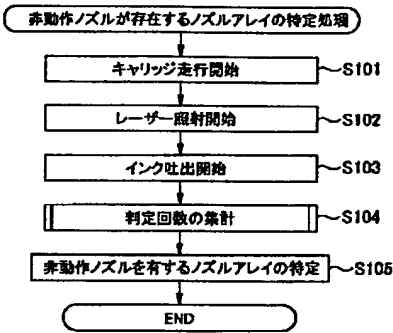 非動作ノズルが存在するノズルアレイの特定処理
キャリッジ走行開始 S101
レーザー照射開始 S102
インク吐出開始 S103
判定回数の集計 S104
非動作ノズルを有するノズルアレイの特定 S105
END